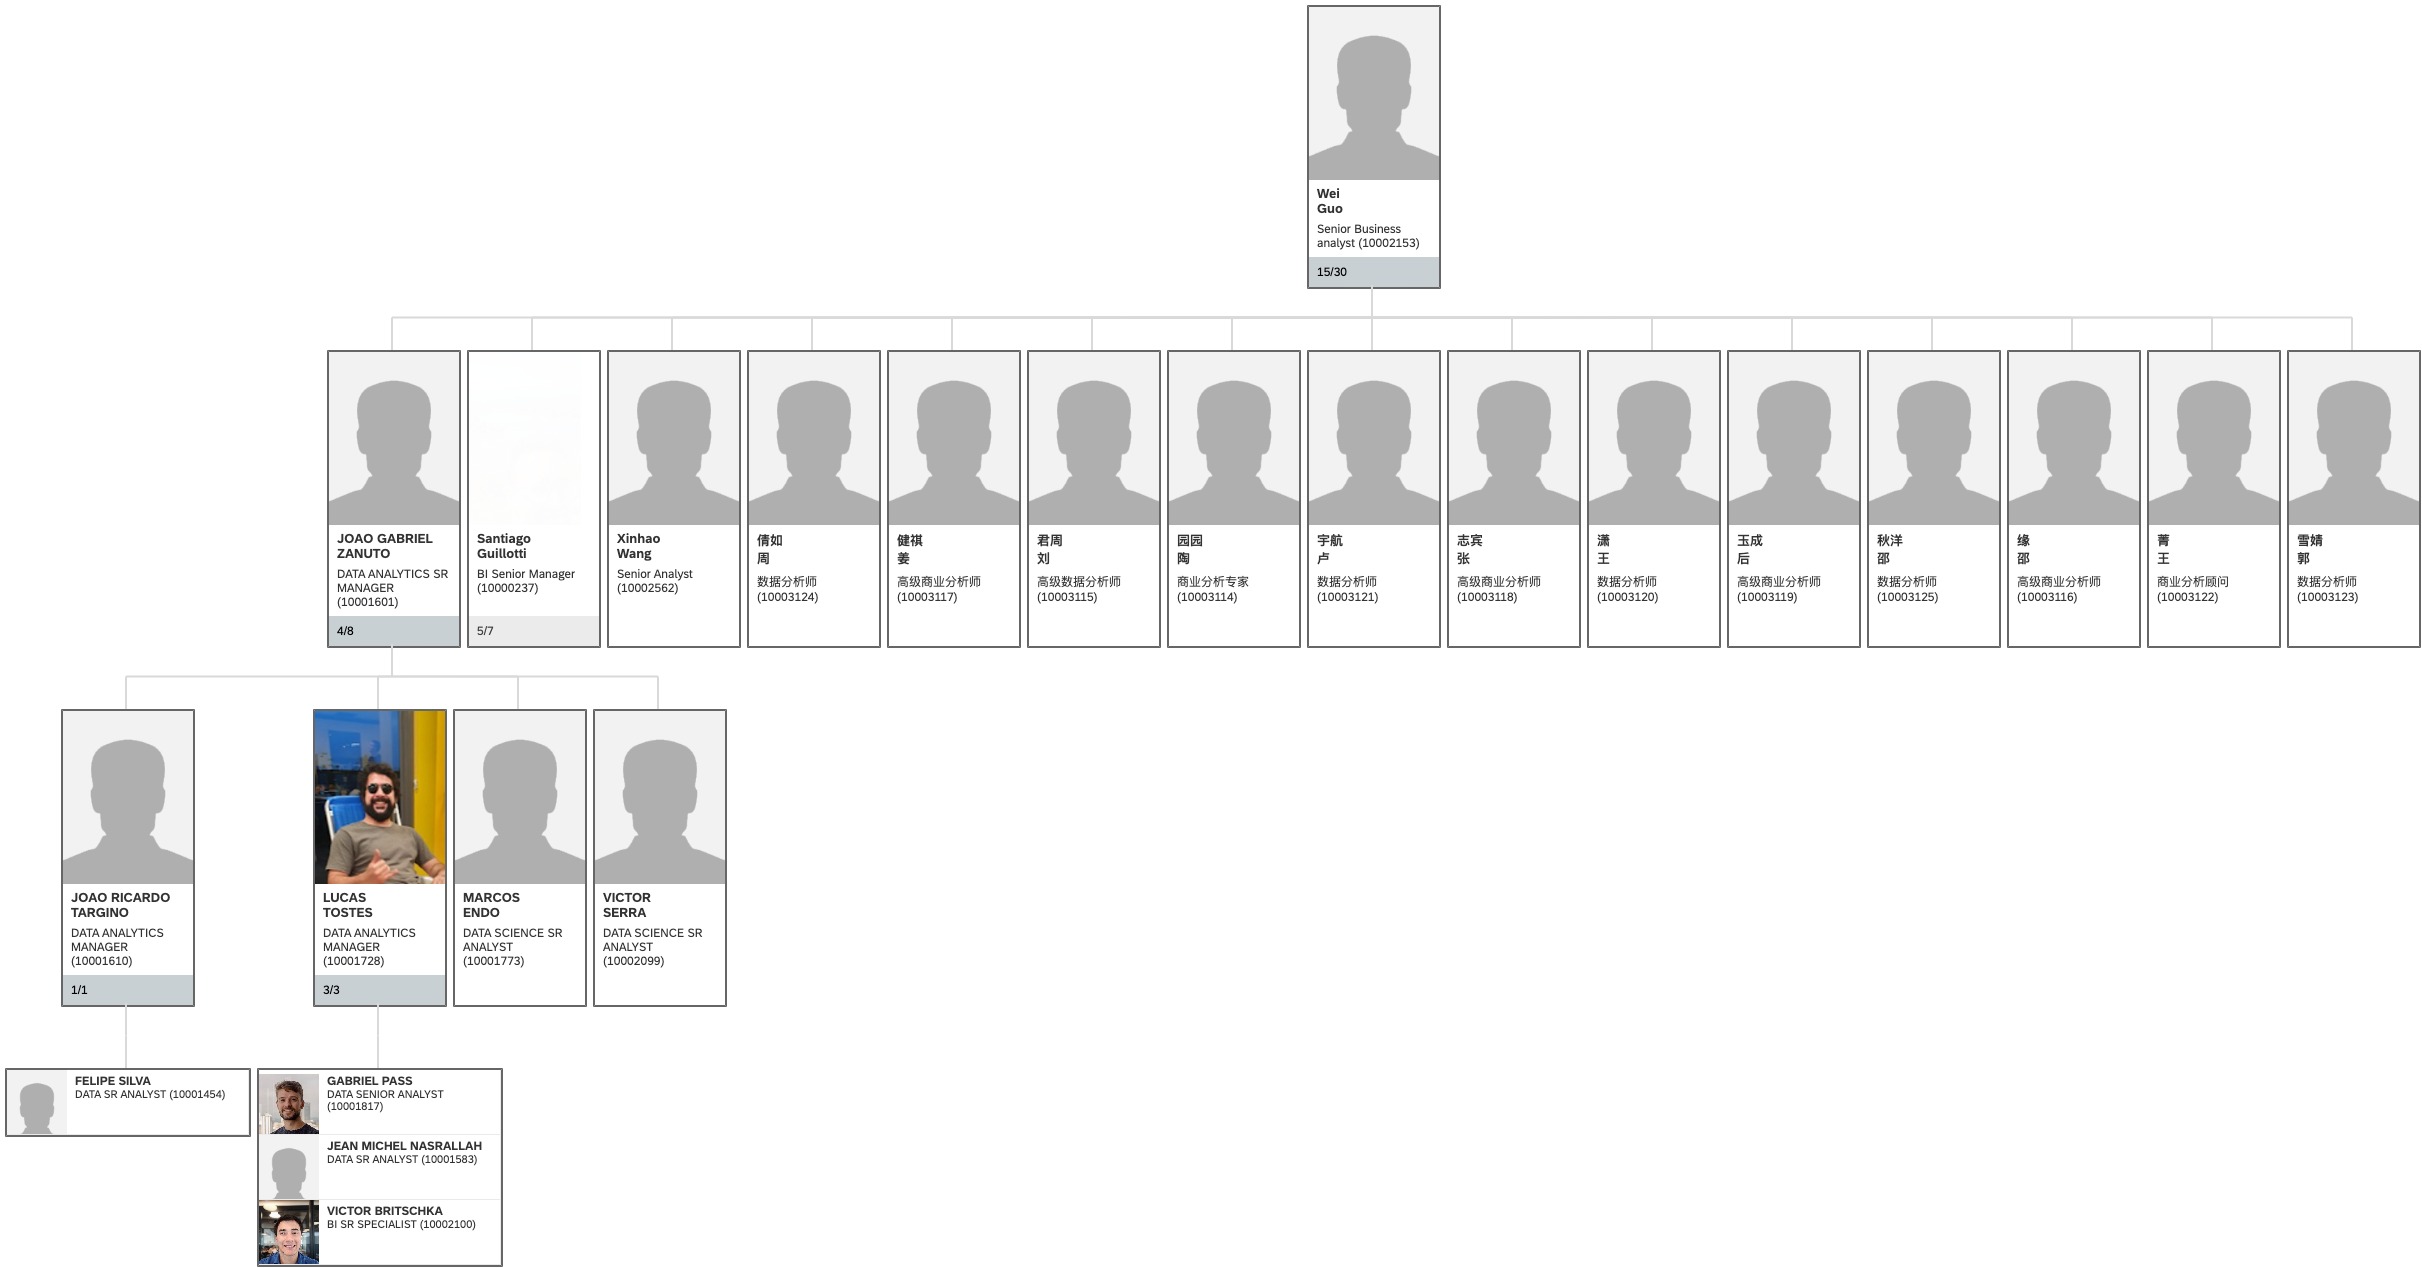 Wei
Guo
Senior Business
analyst (10002153)
15/30
JOAO GABRIEL
ZANUTO
DATA ANALYTICS SR
MANAGER
(10001601)
4/8
Santiago
Guillotti
BI Senior Manager
(10000237)
5/7
Xinhao
Wang
Senior Analyst
(10002562)
倩如
周
数据分析师
(10003124)
健祺
姜
高级商业分析师
(10003117)
君周
刘
高级数据分析师
(10003115)
园园
陶
商业分析专家
(10003114)
宇航
卢
数据分析师
(10003121)
志宾
张
高级商业分析师
(10003118)
潇
王
数据分析师
(10003120)
玉成
后
高级商业分析师
(10003119)
秋洋
邵
数据分析师
(10003125)
缘
邵
高级商业分析师
(10003116)
菁
王
商业分析顾问
(10003122)
雪婧
郭
数据分析师
(10003123)
JOAO RICARDO
TARGINO
DATA ANALYTICS
MANAGER
(10001610)
1/1
LUCAS
TOSTES
DATA ANALYTICS
MANAGER
(10001728)
3/3
MARCOS
ENDO
DATA SCIENCE SR
ANALYST
(10001773)
VICTOR
SERRA
DATA SCIENCE SR
ANALYST
(10002099)
FELIPE SILVA
DATA SR ANALYST (10001454)
GABRIEL PASS
DATA SENIOR ANALYST
(10001817)
JEAN MICHEL NASRALLAH
DATA SR ANALYST (10001583)
VICTOR BRITSCHKA
BI SR SPECIALIST (10002100)